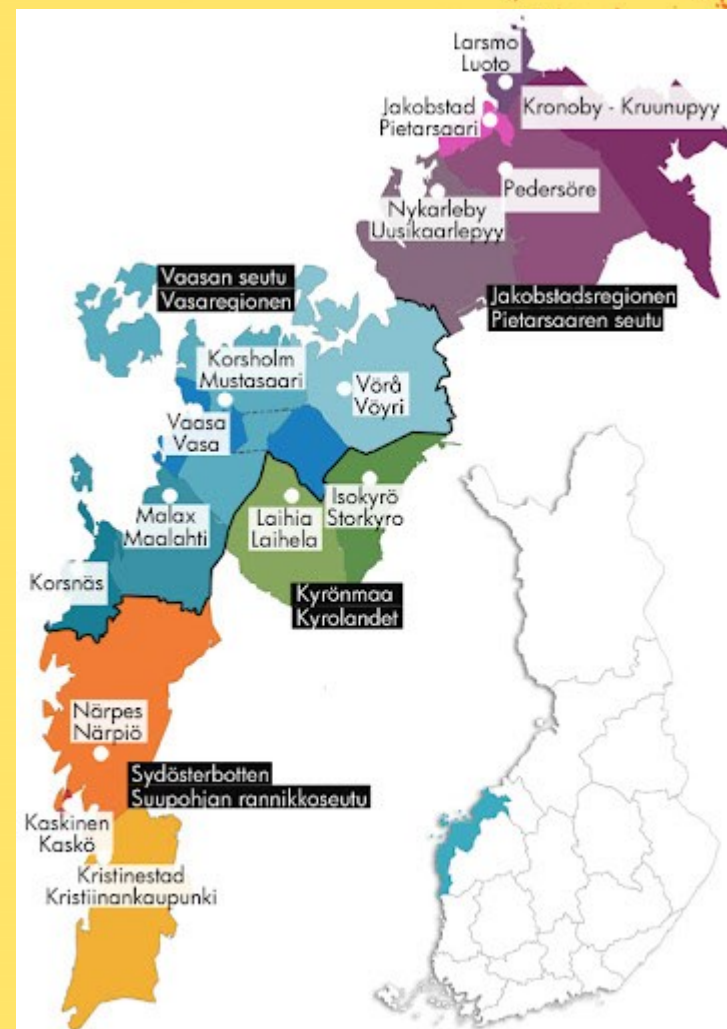 Larsmo
Luoto
Jakobstad
Pietarsaari
Kronoby - Kruunupyy
Pedersöre
Nykarleby
Uusikaarlepyy
Vaasan seutu
Vasaregionen
Jakobstadsregionen
Pietarsaaren seutu
Korsholm
Mustasaari
Vörå
Vöyri
Vaasa
Vasa
Malax
Maalahti
Laihia
Laihela
Isokyrö
Storkyro
Korsnäs
Kyrönmaa
Kyrolandet
Närpes
Närpiö
Sydösterbotten
Suupohjan rannikkoseutu
Kaskinen
Kaskö
Kristinestad
Kristiinankaupunki